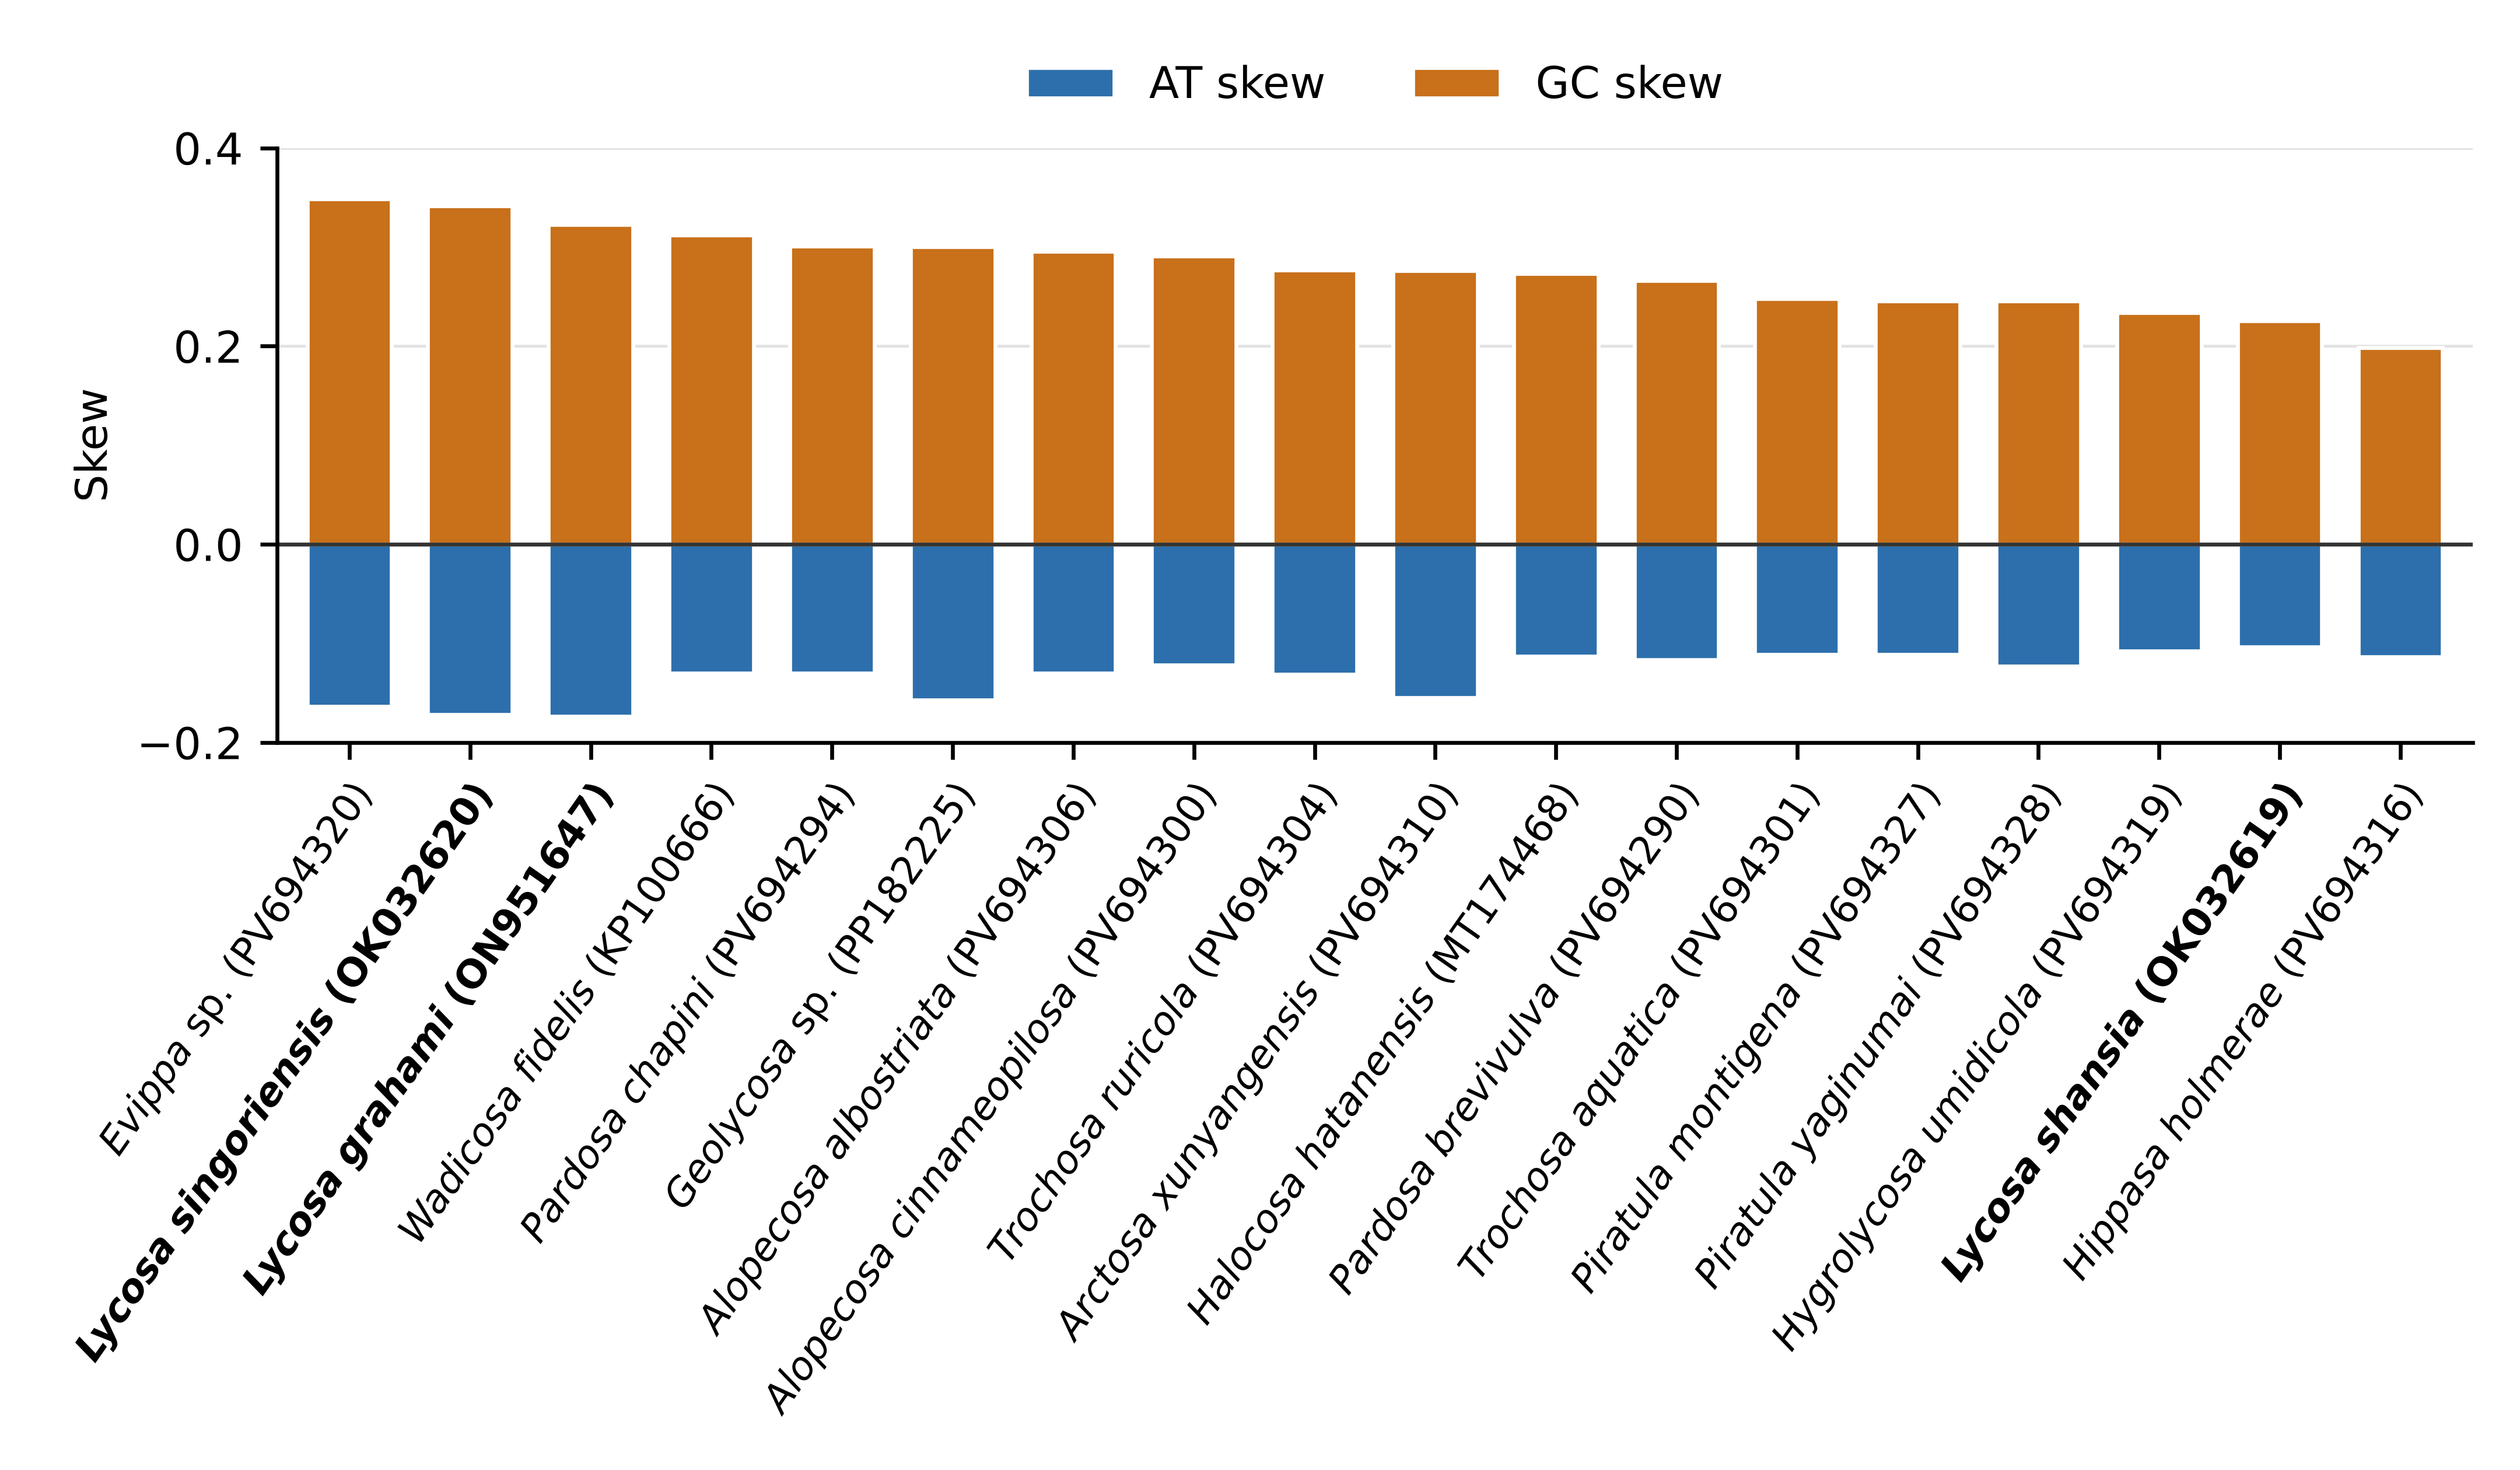 AT skew
GC skew
0.4
0.2
0.0
−0.2
Skew
Evippa sp. (PV694320)
Lycosa singoriensis (OK032620)
Lycosa grahami (ON951647)
Wadicosa fidelis (KP100666)
Pardosa chapini (PV694294)
Geolycosa sp. (PP182225)
Alopecosa albostriata (PV694306)
Alopecosa cinnameopilosa (PV694300)
Trochosa ruricola (PV694304)
Arctosa xunyangensis (PV694310)
Halocosa hatanensis (MT174468)
Pardosa brevivulva (PV694290)
Trochosa aquatica (PV694301)
Piratula montigena (PV694327)
Piratula yaginumai (PV694328)
Hygrolycosa umidicola (PV694319)
Lycosa shansia (OK032619)
Hippasa holmerae (PV694316)